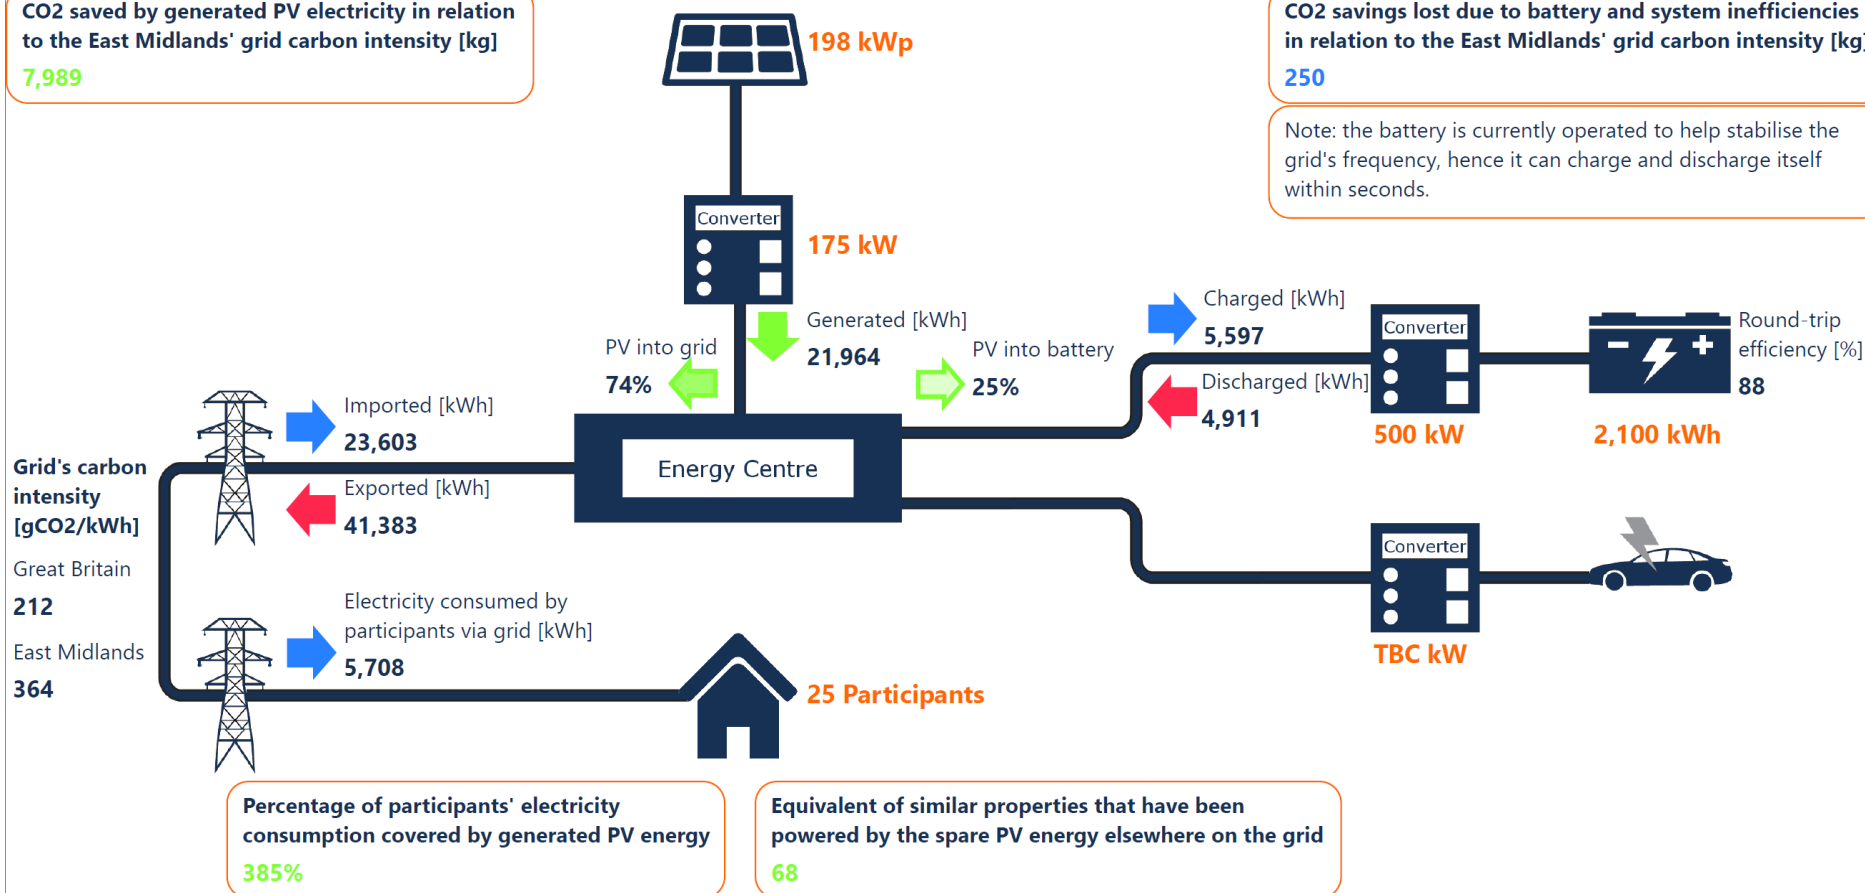 CO2 saved by generated PV electricity in relation
to the East Midlands' grid carbon intensity [kg]
7,989
198 kWp
CO2 savings lost due to battery and system inefficiencies
in relation to the East Midlands' grid carbon intensity [kg]
250
Note: the battery is currently operated to help stabilise the
grid's frequency, hence it can charge and discharge itself
within seconds.
Converter
175 kW
Generated [kWh]
21,964
PV into grid
74%
PV into battery
25%
Charged [kWh]
5,597
Discharged [kWh]
4,911
Converter
500 kW
Round-trip
efficiency [%]
88
2,100 kWh
Imported [kWh]
23,603
Exported [kWh]
41,383
Energy Centre
Grid's carbon
intensity
[gCO2/kWh]
Great Britain
212
East Midlands
364
Electricity consumed by
participants via grid [kWh]
5,708
25 Participants
Converter
TBC kW
Percentage of participants' electricity
consumption covered by generated PV energy
385%
Equivalent of similar properties that have been
powered by the spare PV energy elsewhere on the grid
68